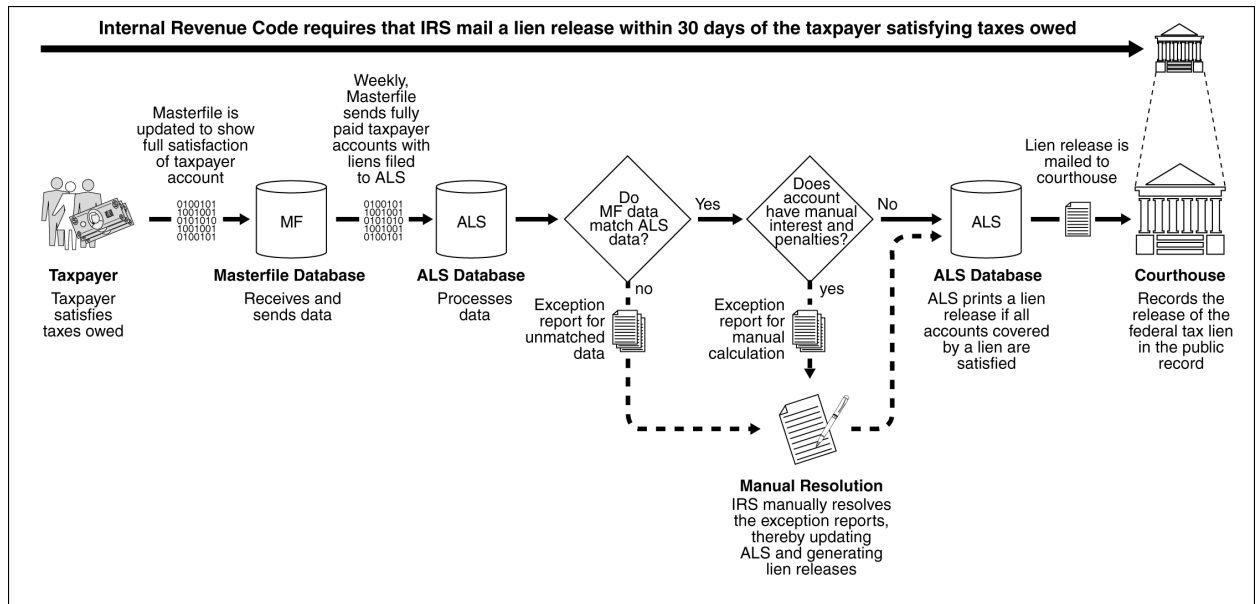 Internal Revenue Code requires that IRS mail a lien release within 30 days of the taxpayer satisfying taxes owed
Masterfile is
updated to show
full satisfaction
of taxpayer
account
Weekly,
Masterfile
sends fully
paid taxpayer
accounts with
liens filed
to ALS
Lien release is
mailed to
courthouse
0100101
1001001
0101010
1001001
0100101
MF
0100101
1001001
0101010
1001001
0100101
ALS
Do
MF data
match ALS
data?
Yes
Does
account
have manual
interest and
penalties?
No
ALS
Taxpayer
Taxpayer
satisfies
taxes owed
Masterfile Database
Receives and
sends data
ALS Database
Processes
data
no
Exception
report for
unmatched
data
yes
Exception
report for
manual
calculation
ALS Database
ALS prints a lien
release if all
accounts covered
by a lien are
satisfied
Courthouse
Records the
release of the
federal tax lien
in the public
record
Manual Resolution
IRS manually resolves
the exception reports,
thereby updating
ALS and generating
lien releases